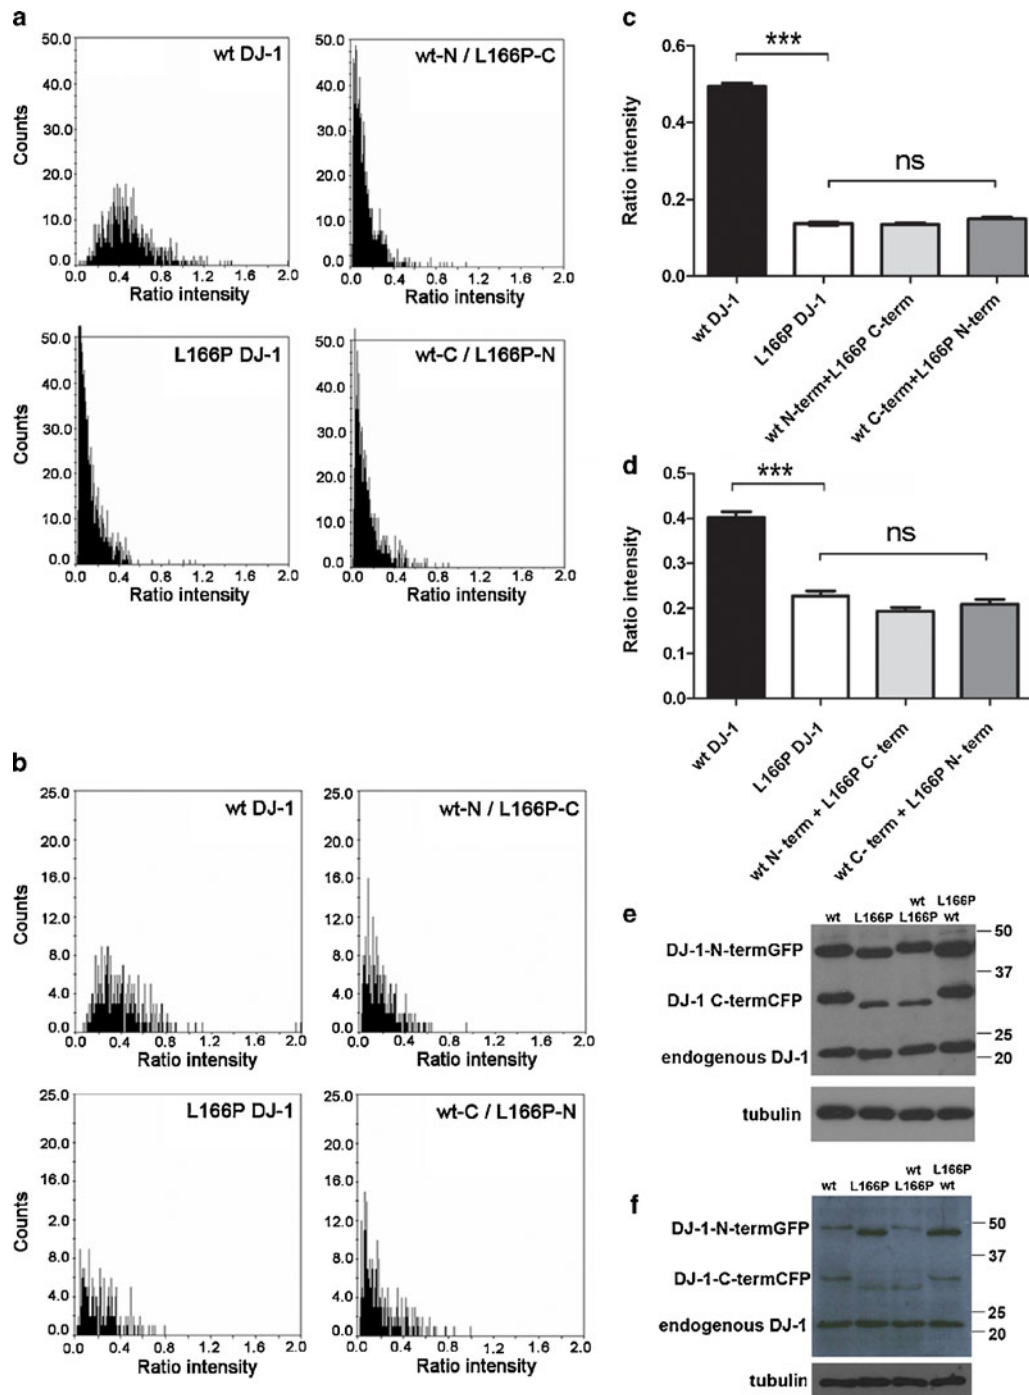 a
wt DJ-1
50.0
40.0
30.0
20.0
10.0
0.0
Counts
0.0 0.4 0.8 1.2 1.6 2.0
Ratio intensity
wt-N / L166P-C
50.0
40.0
30.0
20.0
10.0
0.0
0.0 0.4 0.8 1.2 1.6 2.0
Ratio intensity
L166P DJ-1
50.0
40.0
30.0
20.0
10.0
0.0
Counts
0.0 0.4 0.8 1.2 1.6 2.0
Ratio intensity
wt-C / L166P-N
50.0
40.0
30.0
20.0
10.0
0.0
0.0 0.4 0.8 1.2 1.6 2.0
Ratio intensity
b
wt DJ-1
25.0
20.0
16.0
12.0
8.0
4.0
0.0
Counts
0.0 0.4 0.8 1.2 1.6 2.0
Ratio intensity
wt-N / L166P-C
25.0
20.0
16.0
12.0
8.0
4.0
0.0
0.0 0.4 0.8 1.2 1.6 2.0
Ratio intensity
L166P DJ-1
25.0
20.0
16.0
2.0
8.0
4.0
0.0
Counts
0.0 0.4 0.8 1.2 1.6 2.0
Ratio intensity
wt-C / L166P-N
25.0
20.0
16.0
12.0
8.0
4.0
0.0
0.0 0.4 0.8 1.2 1.6 2.0
Ratio intensity
c
0.6
0.4
0.2
0.0
Ratio intensity
***
ns
wt DJ-1
L166P DJ-1
wt N-term+L166P C-term
wt C-term+L166P N-term
d
0.5
0.4
0.3
0.2
0.1
0.0
Ratio intensity
***
ns
wt DJ-1
L166P DJ-1
wt N- term + L166P C- term
wt C- term + L166P N- term
e
wt L166P
wt L166P
L166P wt
DJ-1-N-termGFP
DJ-1 C-termCFP
endogenous DJ-1
tubulin
50
37
25
20
f
wt L166P
wt L166P
L166P wt
DJ-1-N-termGFP
DJ-1-C-termCFP
endogenous DJ-1
tubulin
50
37
25
20